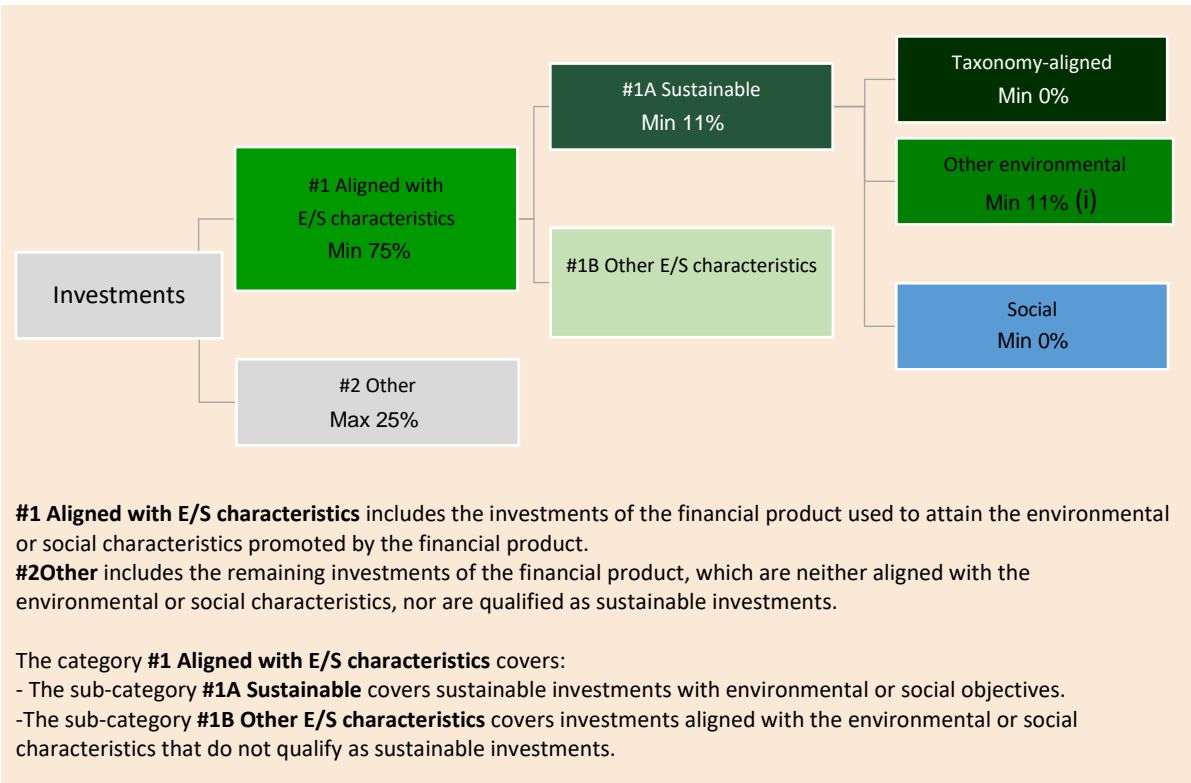 Investments
#1 Aligned with
E/S characteristics
Min 75%
#2 Other
Max 25%
#1A Sustainable
Min 11%
#1B Other E/S characteristics
Taxonomy-aligned
Min 0%
Other environmental
Min 11% (i)
Social
Min 0%
#1 Aligned with E/S characteristics includes the investments of the financial product used to attain the environmental
or social characteristics promoted by the financial product.
#2Other includes the remaining investments of the financial product, which are neither aligned with the
environmental or social characteristics, nor are qualified as sustainable investments.
The category #1 Aligned with E/S characteristics covers:
- The sub-category #1A Sustainable covers sustainable investments with environmental or social objectives.
-The sub-category #1B Other E/S characteristics covers investments aligned with the environmental or social
characteristics that do not qualify as sustainable investments.